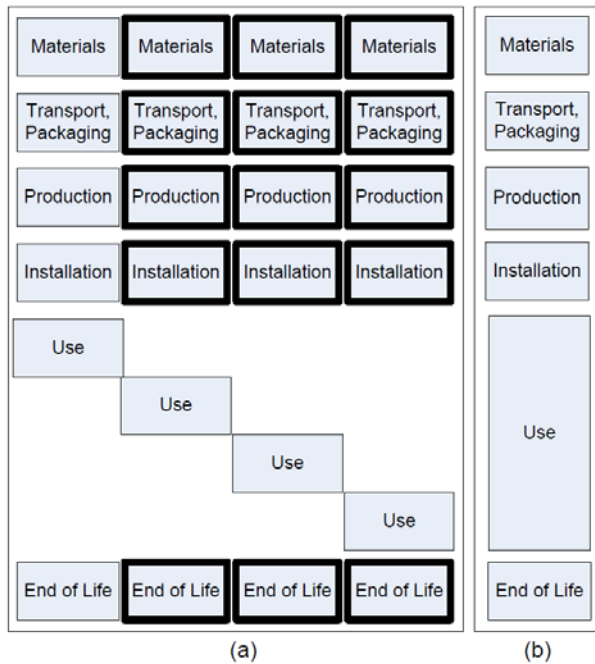 Materials Materials Materials Materials Materials
Transport, Transport, Transport, Transport, Transport,
Packaging Packaging Packaging Packaging Packaging
Production Production Production Production Production
Installation Installation Installation Installation Installation
Use
Use
Use
Use
Use
End of Life End of Life End of Life End of Life End of Life
(a) (b)